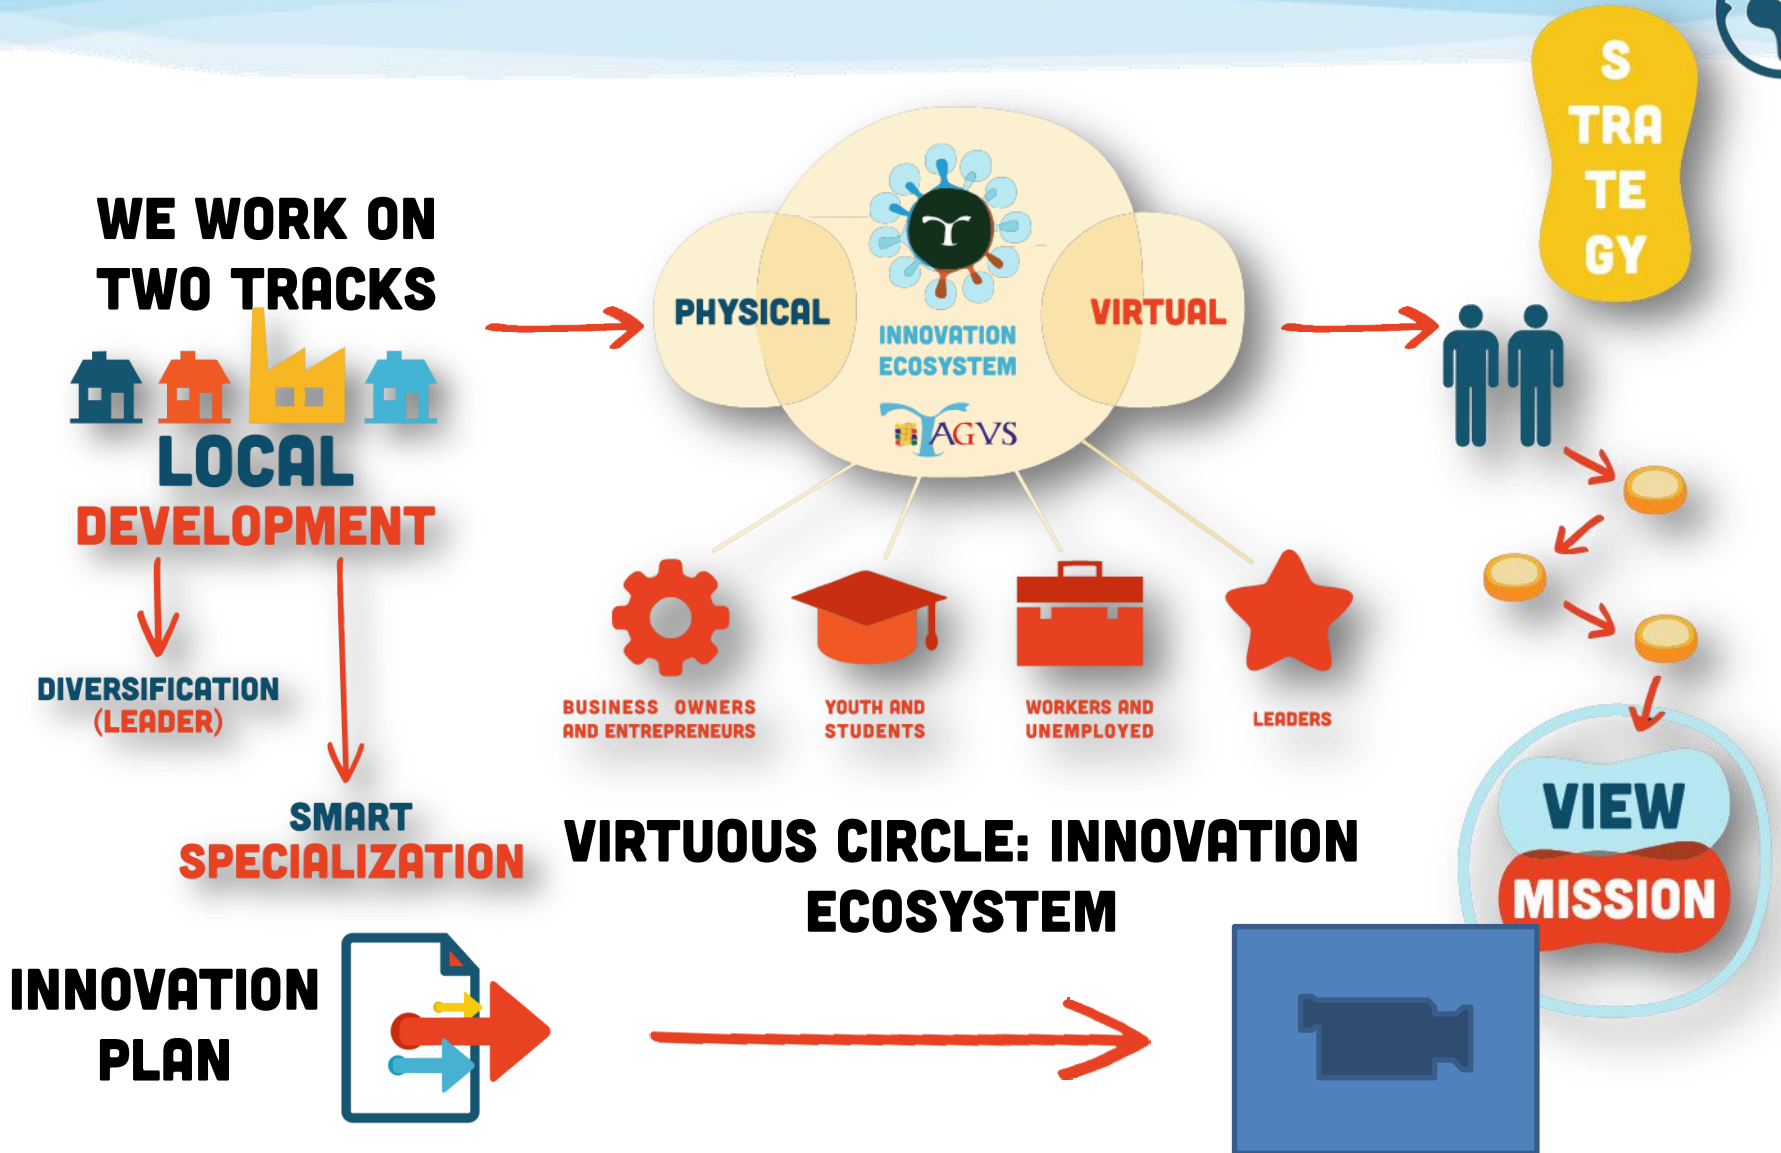 WE WORK ON
TWO TRACKS
LOCAL
DEVELOPMENT
DIVERSIFICATION
(LEADER)
SMART
SPECIALIZATION
PHYSICAL
INNOVATION
ECOSYSTEM
AGVS
VIRTUAL
BUSINESS OWNERS
AND ENTREPRENEURS
YOUTH AND
STUDENTS
WORKERS AND
UNEMPLOYED
LEADERS
VIRTUOUS CIRCLE: INNOVATION
ECOSYSTEM
S
TRA
TE
GY
VIEW
MISSION
INNOVATION
PLAN